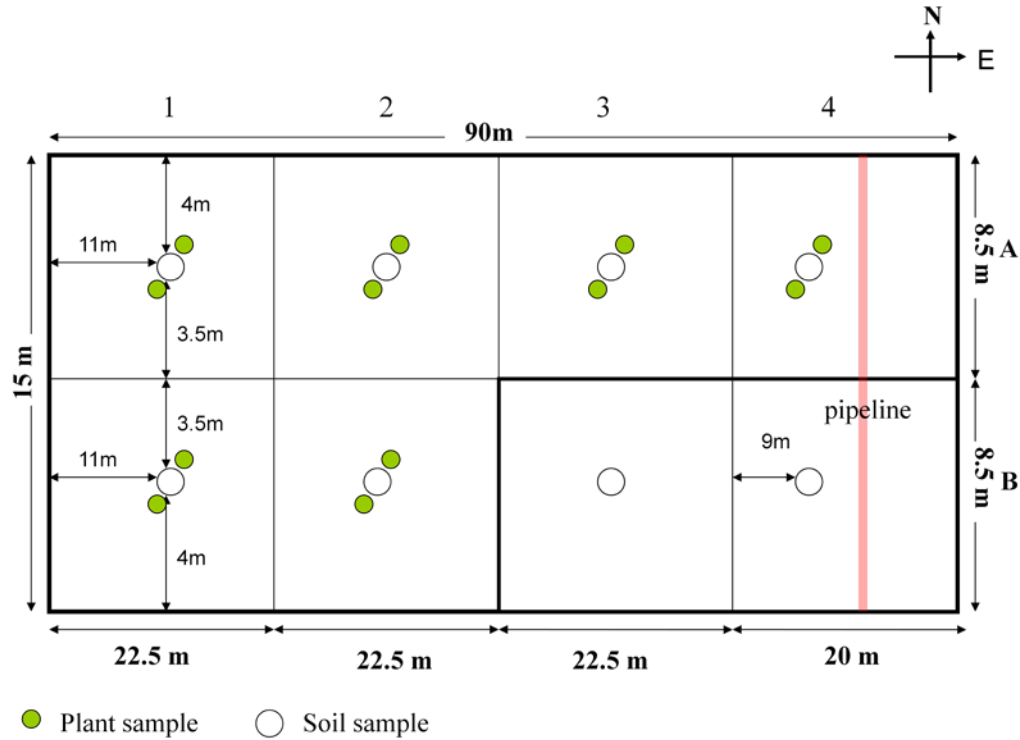 N
E
1 2 3 4
90m
4m
11m
8.5 m
A
3.5m
15 m
3.5m
pipeline
11m
9m
8.5 m
B
4m
22.5 m 22.5 m 22.5 m 20 m
Plant sample Soil sample